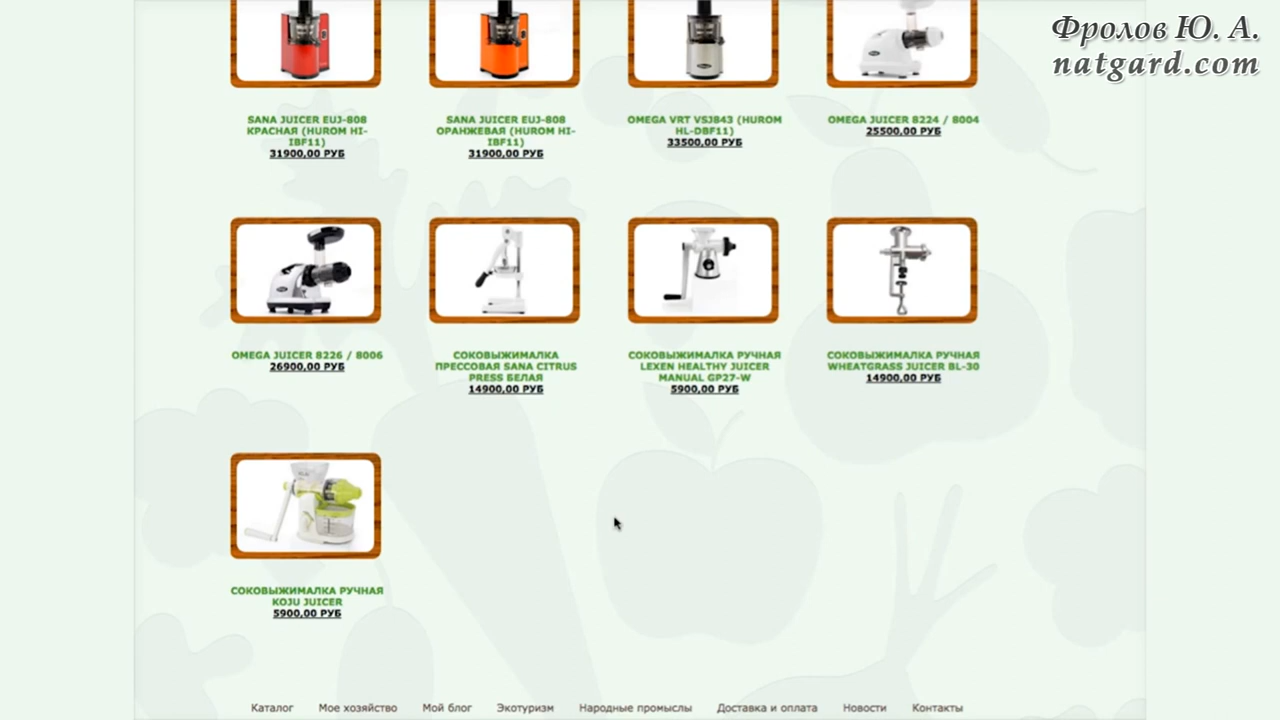 Фролов Ю. А.
natgard.com
SANA JUICER EUJ-808
КРАСНАЯ (HUROM HI-
IBF11)
31900,00 РУБ
SANA JUICER EUJ-808
ОРАНЖЕВАЯ (HUROM HI-
IBF11)
31900,00 РУБ
OMEGA VRT VSJ843 (HUROM
HL-DBF11)
33500,00 РУБ
OMEGA JUICER 8224 / 8004
25500,00 РУБ
OMEGA JUICER 8226 / 8006
26900,00 РУБ
СОКОВЫЖИМАЛКА
ПРЕССОВАЯ SANA CITRUS
PRESS БЕЛАЯ
14900,00 РУБ
СОКОВЫЖИМАЛКА РУЧНАЯ
LEXEN HEALTHY JUICER
MANUAL GP27-W
5900,00 РУБ
СОКОВЫЖИМАЛКА РУЧНАЯ
WHEATGRASS JUICER BL-30
14900,00 РУБ
СОКОВЫЖИМАЛКА РУЧНАЯ
KOJU JUICER
5900,00 РУБ
Каталог Мое хозяйство Мой блог Экотуризм Народные промыслы Доставка и оплата Новости Контакты